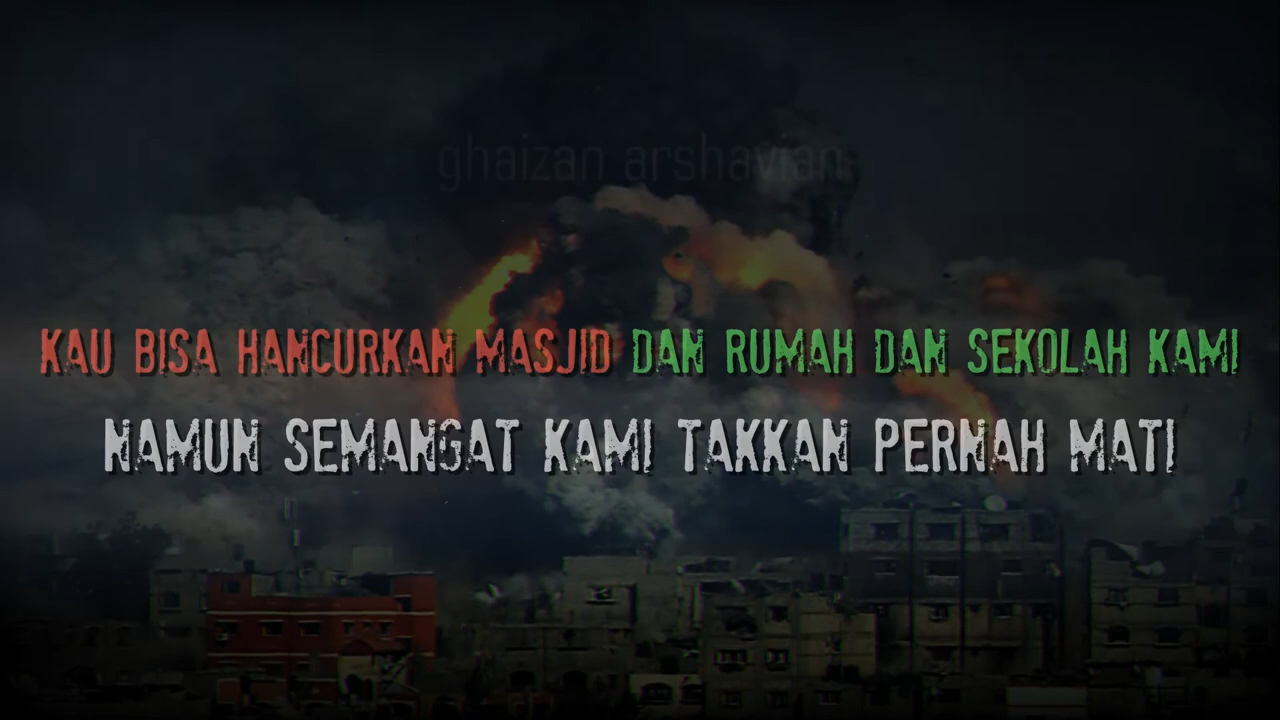 ghaizan arshavian
KAU BISA HANCURKAN MASJID DAN RUMAH DAN SEKOLAH KAMI
NAMUN SEMANGAT KAMI TAKKAN PERNAH MATI